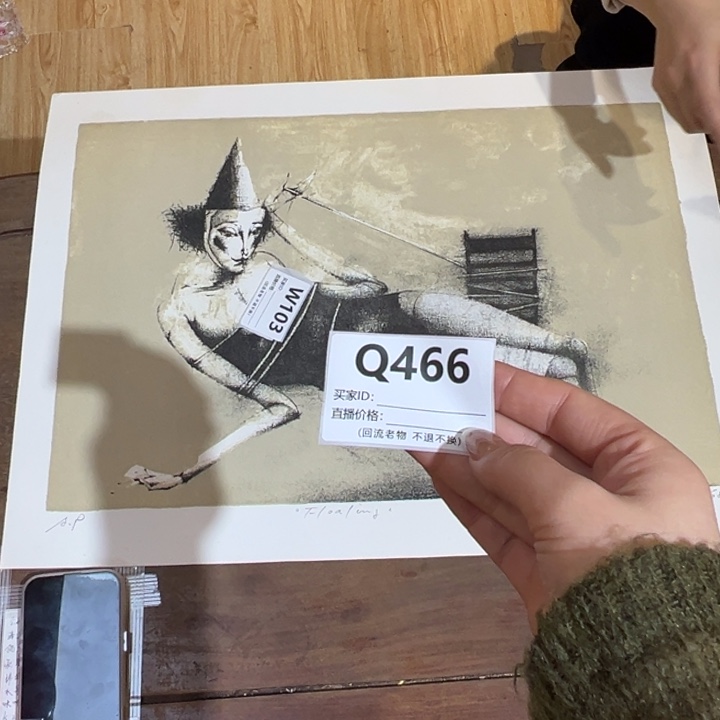 W103
Q466
买家ID:
直播价格:
(回流老物 不退不换)
A.P
"Floating"